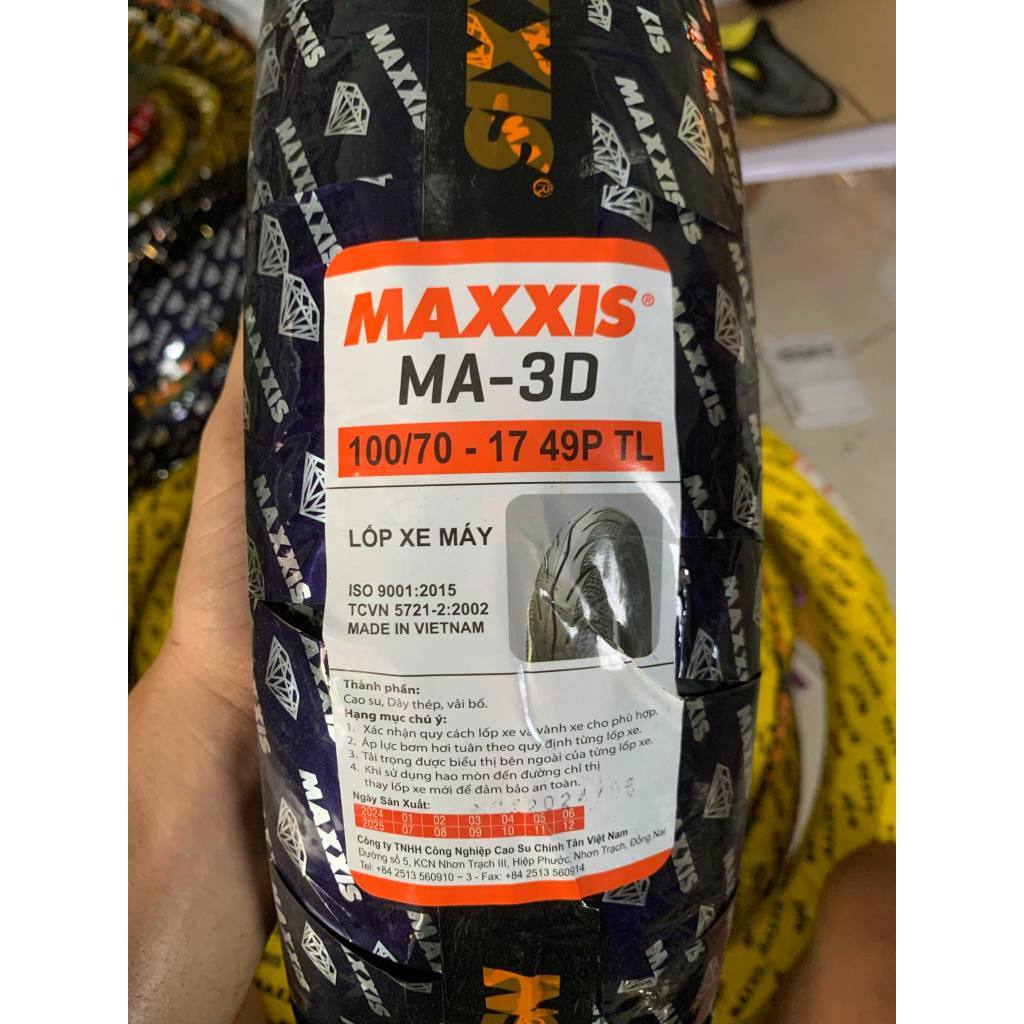 MAXXIS
MAXXIS®
MA-3D
100/70 - 17 49P TL
LỐP XE MÁY
ISO 9001:2015
TCVN 5721-2:2002
MADE IN VIETNAM
Thành phần:
Cao su, Dây thép, vải bố.
Hạng mục chú ý:
1. Xác nhận quy cách lốp xe và vành xe cho phù hợp.
2. Áp lực bơm hơi tuân theo quy định từng lốp xe.
3. Tải trọng được biểu thị bên ngoài của từng lốp xe.
4. Khi sử dụng hao mòn đến đường chỉ thị
thay lốp xe mới để đảm bảo an toàn.
Ngày Sản Xuất:
2024 01 02 03 04 05 06
2025 07 08 09 10 11 12
Công ty TNHH Công Nghiệp Cao Su Chính Tân Việt Nam
Đường số 5, KCN Nhơn Trạch III, Hiệp Phước, Nhơn Trạch, Đồng Nai
Tel: +84 2513 560910 ~ 3 - Fax: +84 2513 560914
MAXXIS
MAXXIS
MAXXIS
MAXXIS